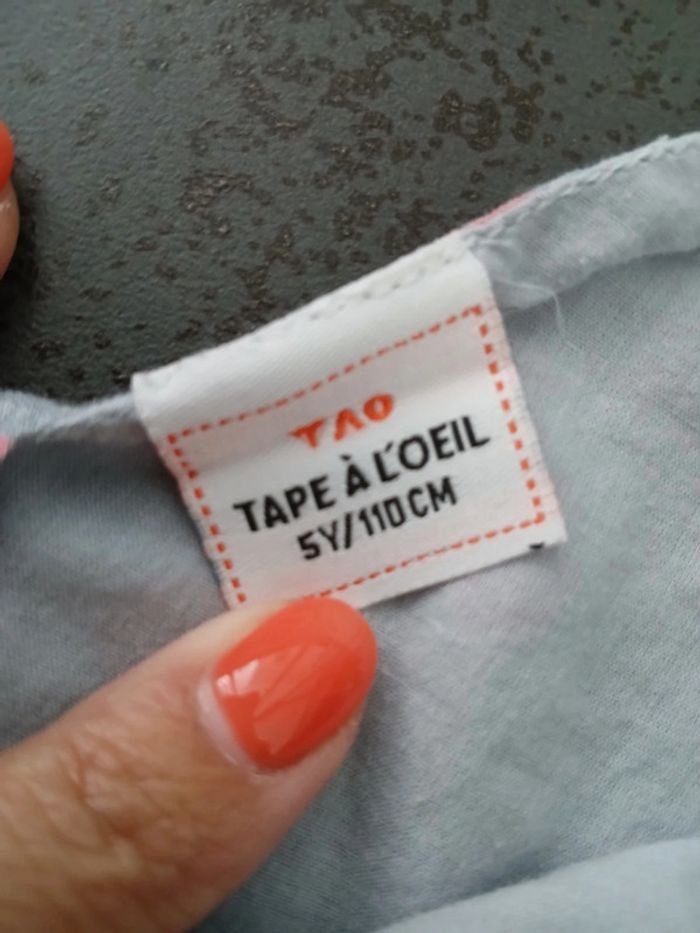 TAO
TAPE À L'OEIL
5Y/110CM